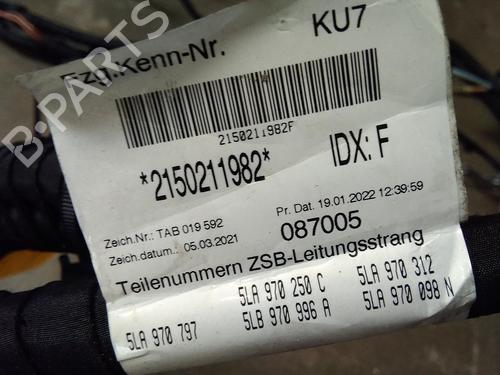 Fzg.Kenn-Nr. KU7
2150211982F
*2150211982* IDX: F
Zeich.Nr.: TAB 019 592 Pr. Dat. 19.01.2022 12:39:59
Zeich.datum.: 05.03.2021 087005
Teilenummern ZSB-Leitungsstrang
5LA 970 797 5LA 970 250 C 5LA 970 312
5LB 970 996 A 5LA 970 098 N
B-PARTS